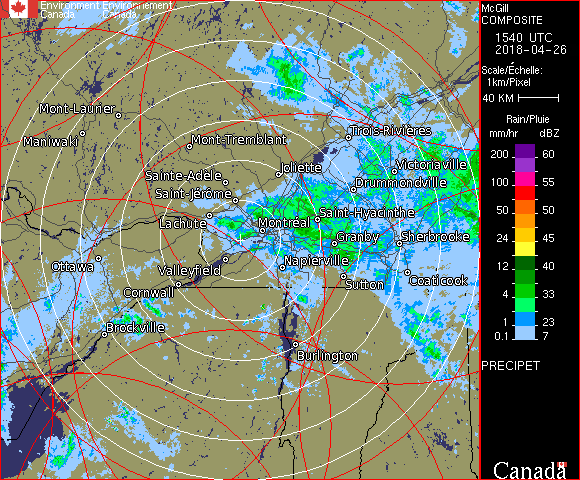 Environment Environnement
Canada Canada
Mont-Laurier
Maniwaki
Mont-Tremblant
Trois-Rivières
Joliette
Victoriaville
Sainte-Adèle
Drummondville
Saint-Jérôme
Lachute
Saint-Hyacinthe
Montréal
Granby
Sherbrooke
Ottawa
Valleyfield
Napierville
Sutton
Coaticook
Cornwall
Brockville
Burlington
McGill
COMPOSITE
1540 UTC
2018-04-26
Scale/Échelle:
1km/Pixel
40 KM
Rain/Pluie
mm/hr dBZ
200 60
100 55
50 50
24 45
12 40
4 33
1 23
0.1 7
PRECIPET
Canada